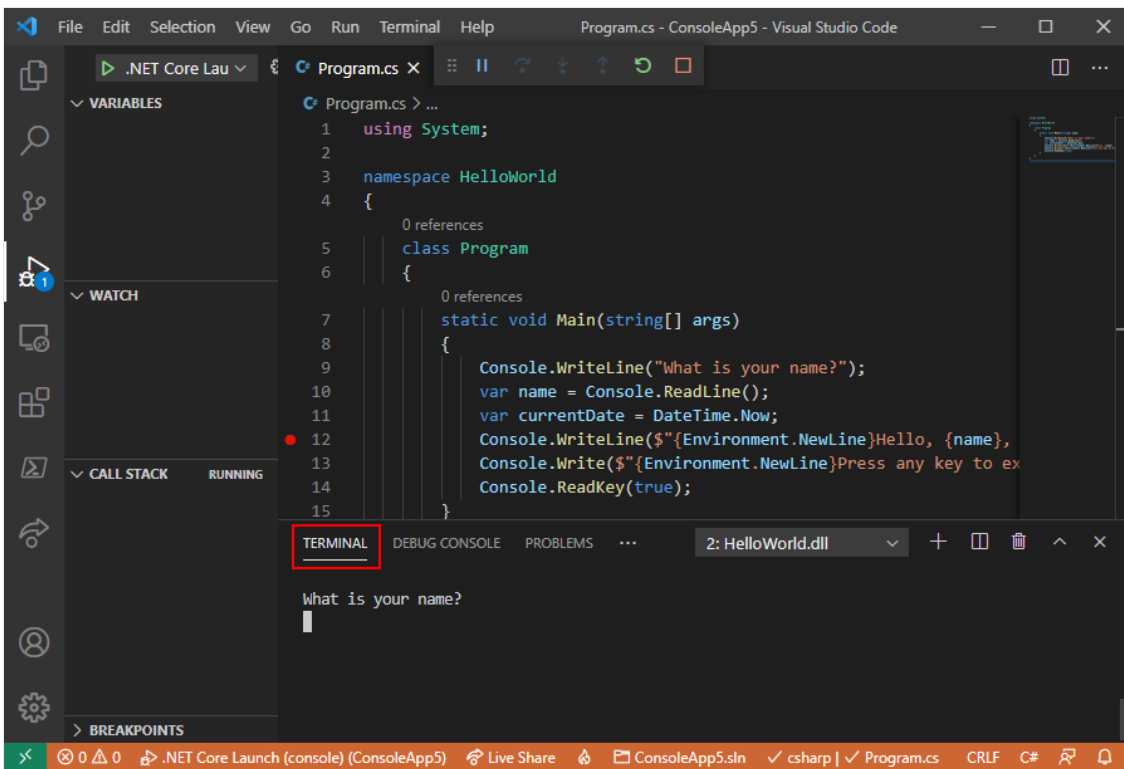 File Edit Selection View Go Run Terminal Help Program.cs - ConsoleApp5 - Visual Studio Code
.NET Core Lau
Program.cs
VARIABLES
WATCH
CALL STACK RUNNING
BREAKPOINTS
1
Program.cs > ...
1 using System;
2
3 namespace HelloWorld
4 {
0 references
5 class Program
6 {
0 references
7 static void Main(string[] args)
8 {
9 Console.WriteLine("What is your name?");
10 var name = Console.ReadLine();
11 var currentDate = DateTime.Now;
12 Console.WriteLine($"{Environment.NewLine}Hello, {name},
13 Console.Write($"{Environment.NewLine}Press any key to ex
14 Console.ReadKey(true);
15 }
TERMINAL DEBUG CONSOLE PROBLEMS ... 2: HelloWorld.dll
What is your name?
0 0 .NET Core Launch (console) (ConsoleApp5) Live Share ConsoleApp5.sln ✓ csharp | ✓ Program.cs CRLF C#